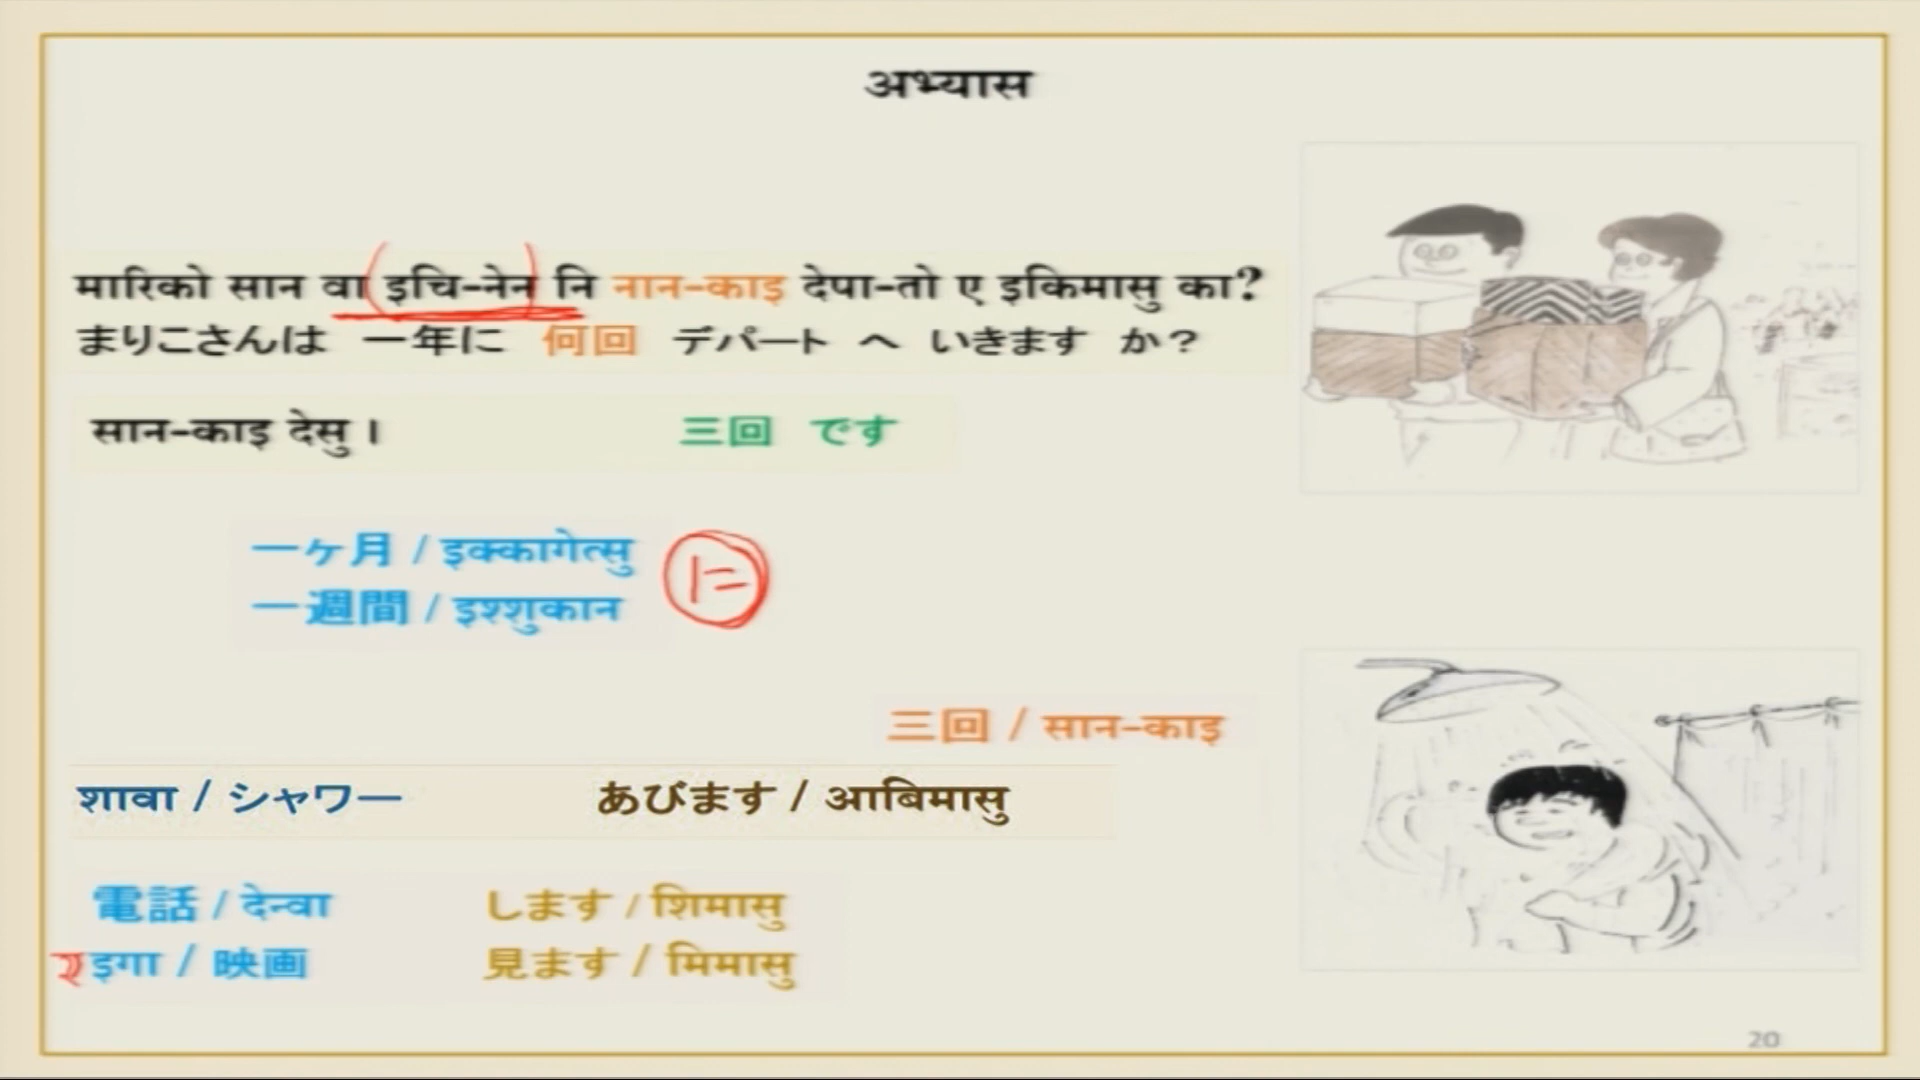 अभ्यास
मारिको सान वा इचि-नेन नि नान-काइ देपा-तो ए इकिमासु का?
まりこさんは 一年に 何回 デパート へ いきます か?
सान-काइ देसु। 三回 です
一ヶ月 / इक्कागेत्सु
に
一週間 / इश्शुकान
三回 / सान-काइ
शावा / シャワー あびます / आबिमासु
電話 / देन्वा します / शिमासु
इगा / 映画 見ます / मिमासु
20